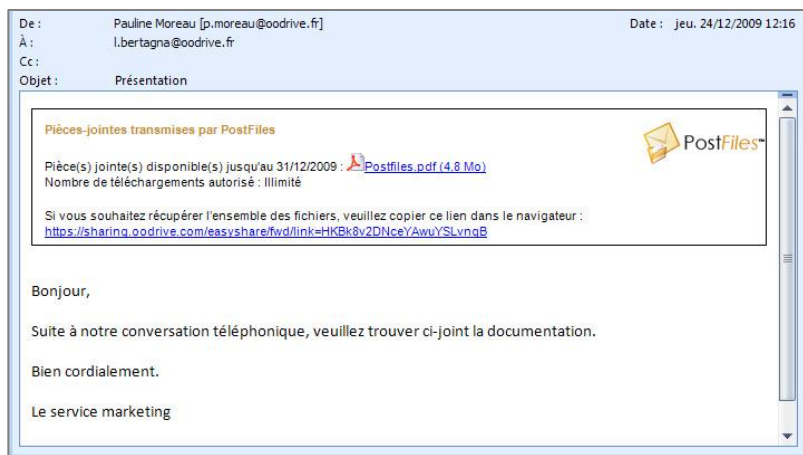 De : Pauline Moreau [p.moreau@oodrive.fr] Date : jeu. 24/12/2009 12:16
À : l.bertagna@oodrive.fr
Cc :
Objet : Présentation
Pièces-jointes transmises par PostFiles
PostFiles™
Pièce(s) jointe(s) disponible(s) jusqu'au 31/12/2009 : Postfiles.pdf (4.8 Mo)
Nombre de téléchargements autorisé : Illimité
Si vous souhaitez récupérer l'ensemble des fichiers, veuillez copier ce lien dans le navigateur :
https://sharing.oodrive.com/easyshare/fwd/link=HKBk8v2DNceYAwuYSLvnqB
Bonjour,
Suite à notre conversation téléphonique, veuillez trouver ci-joint la documentation.
Bien cordialement.
Le service marketing